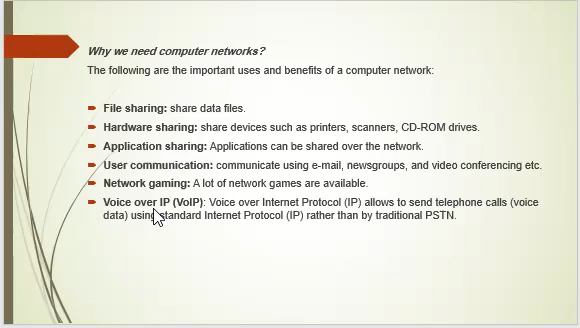 Why we need computer networks?
The following are the important uses and benefits of a computer network:
File sharing: share data files.
Hardware sharing: share devices such as printers, scanners, CD-ROM drives.
Application sharing: Applications can be shared over the network.
User communication: communicate using e-mail, newsgroups, and video conferencing etc.
Network gaming: A lot of network games are available.
Voice over IP (VoIP): Voice over Internet Protocol (IP) allows to send telephone calls (voice
data) using standard Internet Protocol (IP) rather than by traditional PSTN.